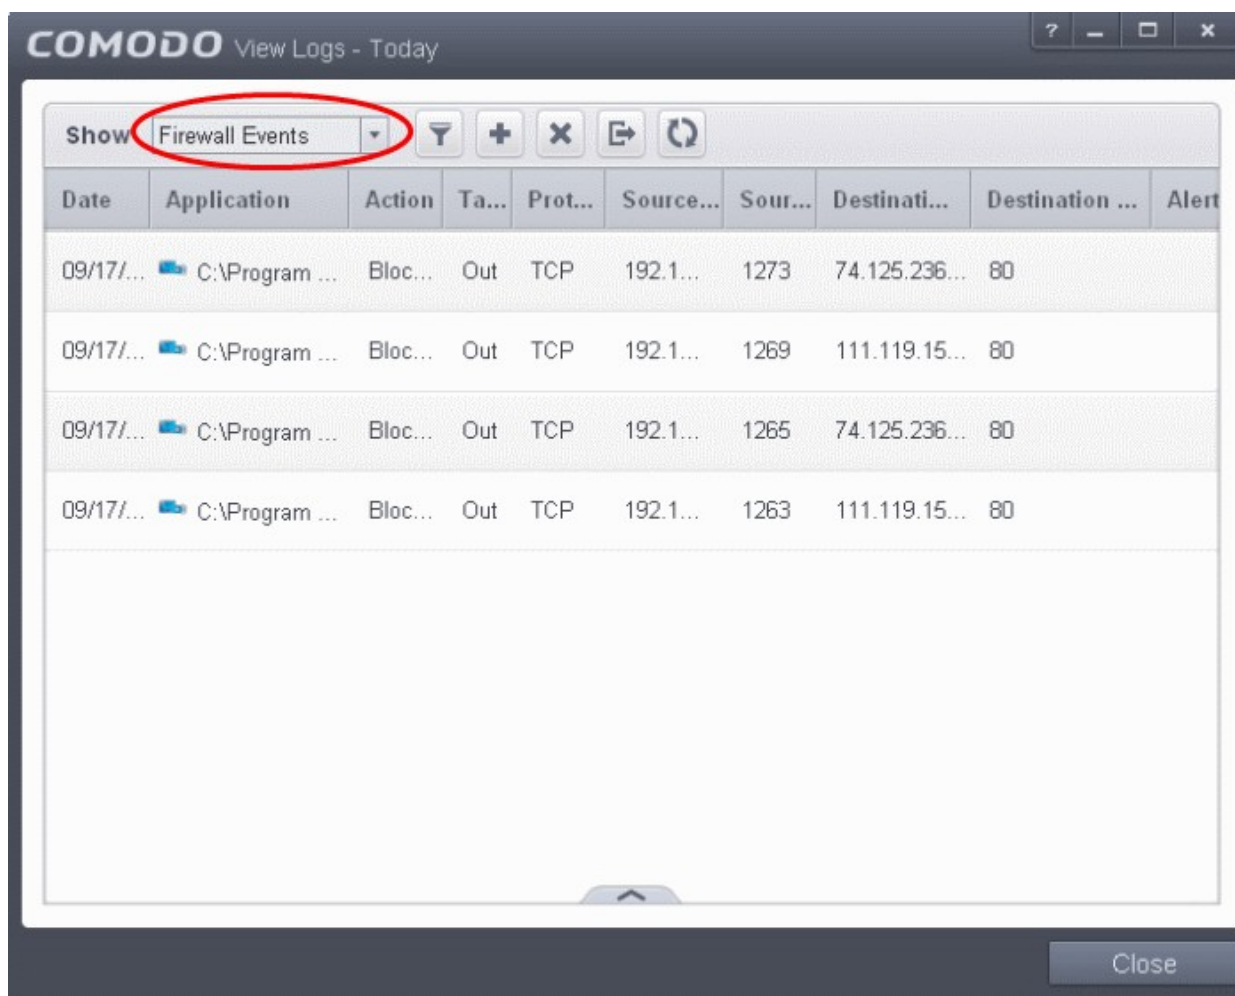 COMODO View Logs - Today ?
Show Firewall Events
Date Application Action Ta... Prot... Source... Sour... Destinati... Destination ... Alert
09/17/... C:\Program ... Bloc... Out TCP 192.1... 1273 74.125.236... 80
09/17/... C:\Program ... Bloc... Out TCP 192.1... 1269 111.119.15... 80
09/17/... C:\Program ... Bloc... Out TCP 192.1... 1265 74.125.236... 80
09/17/... C:\Program ... Bloc... Out TCP 192.1... 1263 111.119.15... 80
Close